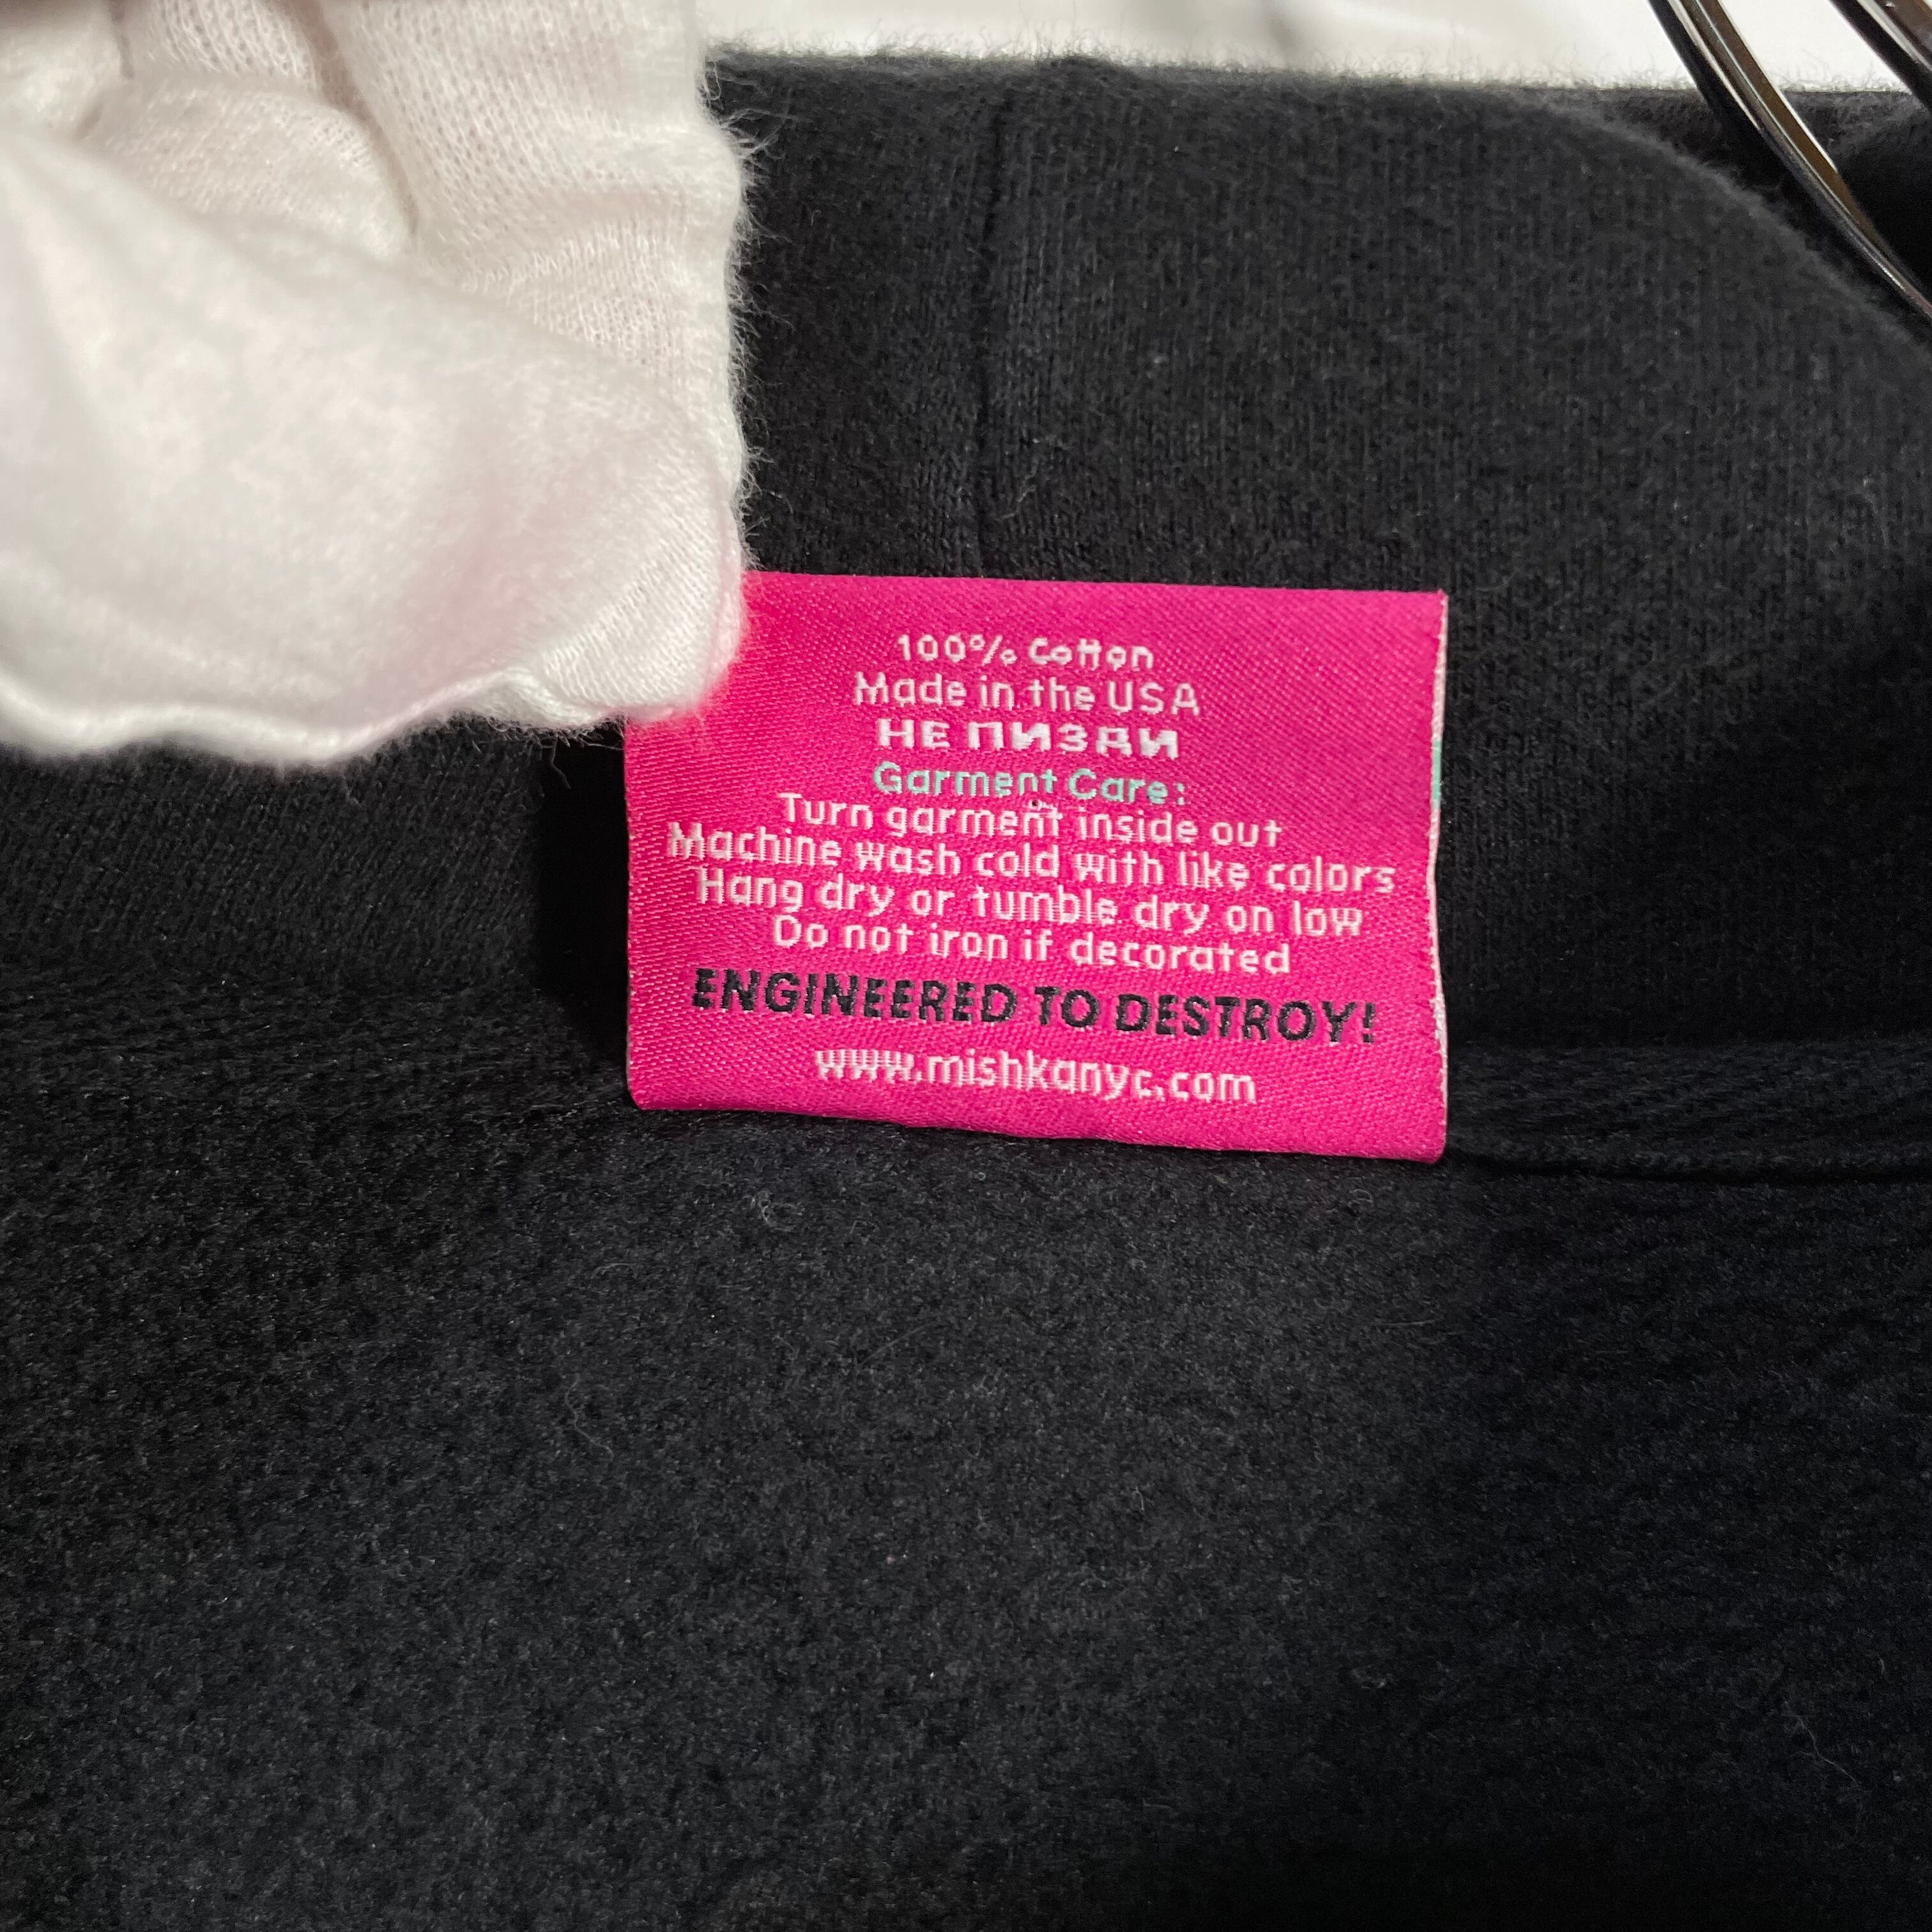 100% Cotton
Made in the USA
НЕ ПИЗДИ
Garment Care:
Turn garment inside out
Machine wash cold with like colors
Hang dry or tumble dry on low
Do not iron if decorated
ENGINEERED TO DESTROY!
www.mishkanyc.com